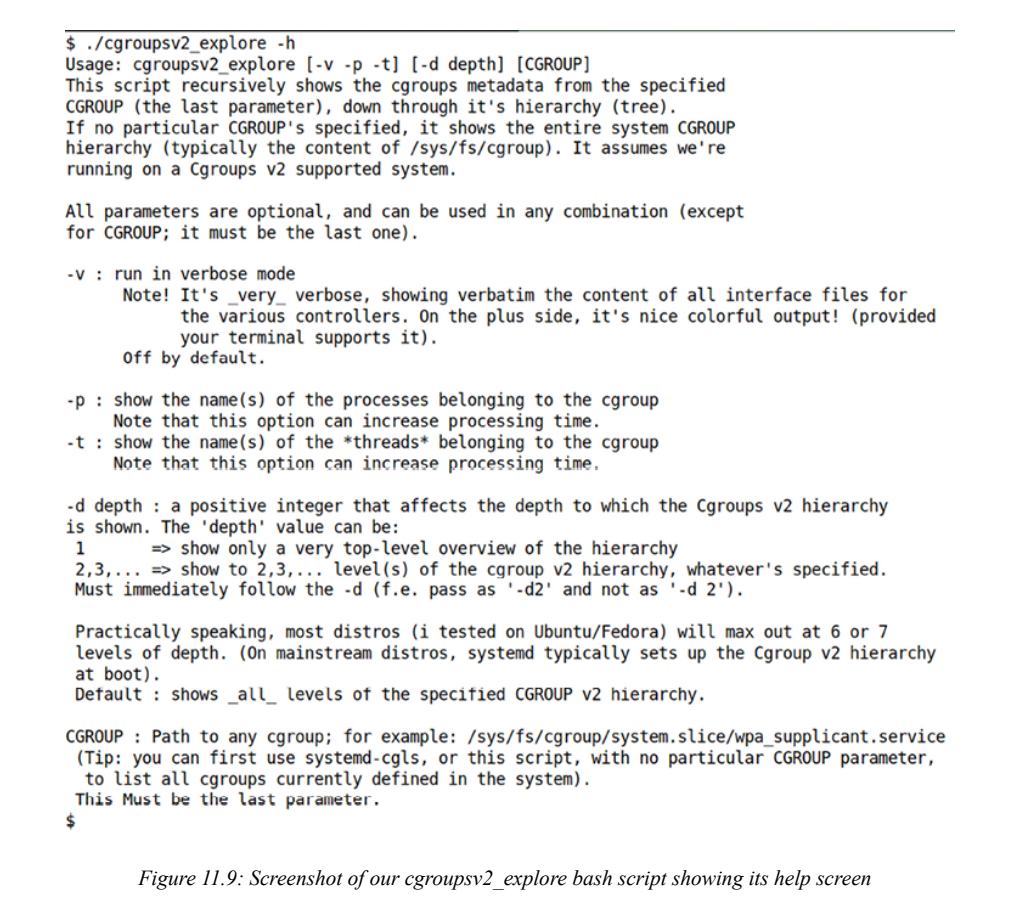 $ ./cgroupsv2_explore -h
Usage: cgroupsv2_explore [-v -p -t] [-d depth] [CGROUP]
This script recursively shows the cgroups metadata from the specified
CGROUP (the last parameter), down through it's hierarchy (tree).
If no particular CGROUP's specified, it shows the entire system CGROUP
hierarchy (typically the content of /sys/fs/cgroup). It assumes we're
running on a Cgroups v2 supported system.

All parameters are optional, and can be used in any combination (except
for CGROUP; it must be the last one).

-v : run in verbose mode
      Note! It's _very_ verbose, showing verbatim the content of all interface files for
            the various controllers. On the plus side, it's nice colorful output! (provided
            your terminal supports it).
      Off by default.

-p : show the name(s) of the processes belonging to the cgroup
     Note that this option can increase processing time.
-t : show the name(s) of the *threads* belonging to the cgroup
     Note that this option can increase processing time.

-d depth : a positive integer that affects the depth to which the Cgroups v2 hierarchy
is shown. The 'depth' value can be:
 1       => show only a very top-level overview of the hierarchy
 2,3,... => show to 2,3,... level(s) of the cgroup v2 hierarchy, whatever's specified.
 Must immediately follow the -d (f.e. pass as '-d2' and not as '-d 2').

 Practically speaking, most distros (i tested on Ubuntu/Fedora) will max out at 6 or 7
 levels of depth. (On mainstream distros, systemd typically sets up the Cgroup v2 hierarchy
 at boot).
 Default : shows _all_ levels of the specified CGROUP v2 hierarchy.

CGROUP : Path to any cgroup; for example: /sys/fs/cgroup/system.slice/wpa_supplicant.service
 (Tip: you can first use systemd-cgls, or this script, with no particular CGROUP parameter,
  to list all cgroups currently defined in the system).
 This Must be the last parameter.
$
Figure 11.9: Screenshot of our cgroupsv2_explore bash script showing its help screen